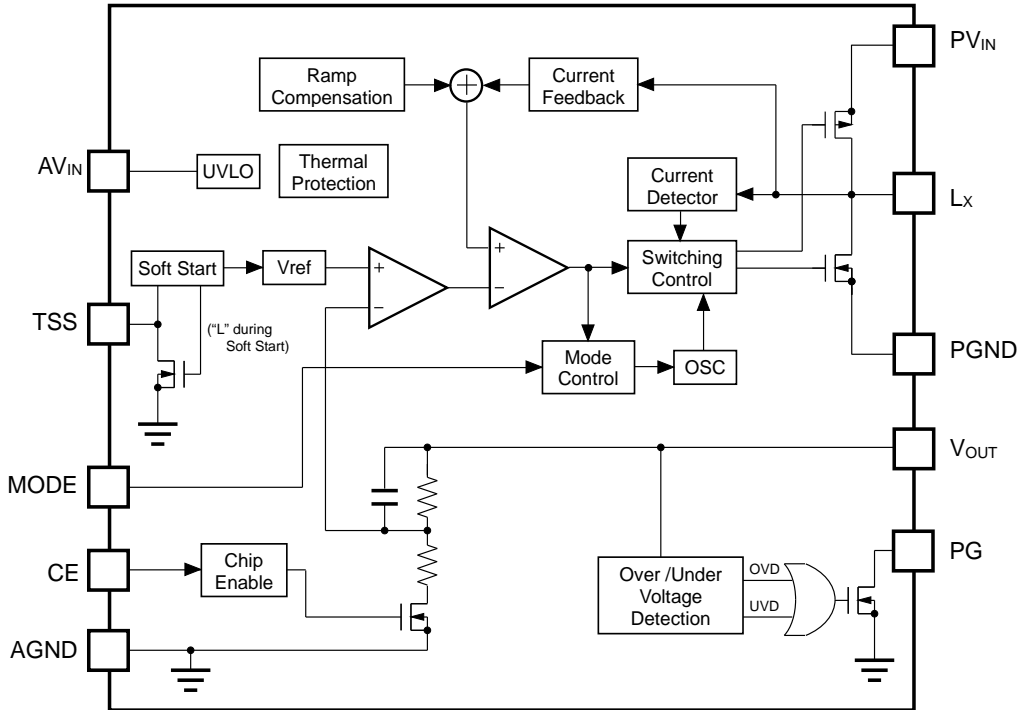 PVIN
Ramp
Compensation
+
Current
Feedback
AVIN
UVLO
Thermal
Protection
Current
Detector
LX
Soft Start
Vref
+
−
+
−
Switching
Control
TSS
("L" during
Soft Start)
Mode
Control
OSC
PGND
VOUT
MODE
CE
Chip
Enable
Over /Under
Voltage
Detection
OVD
UVD
PG
AGND